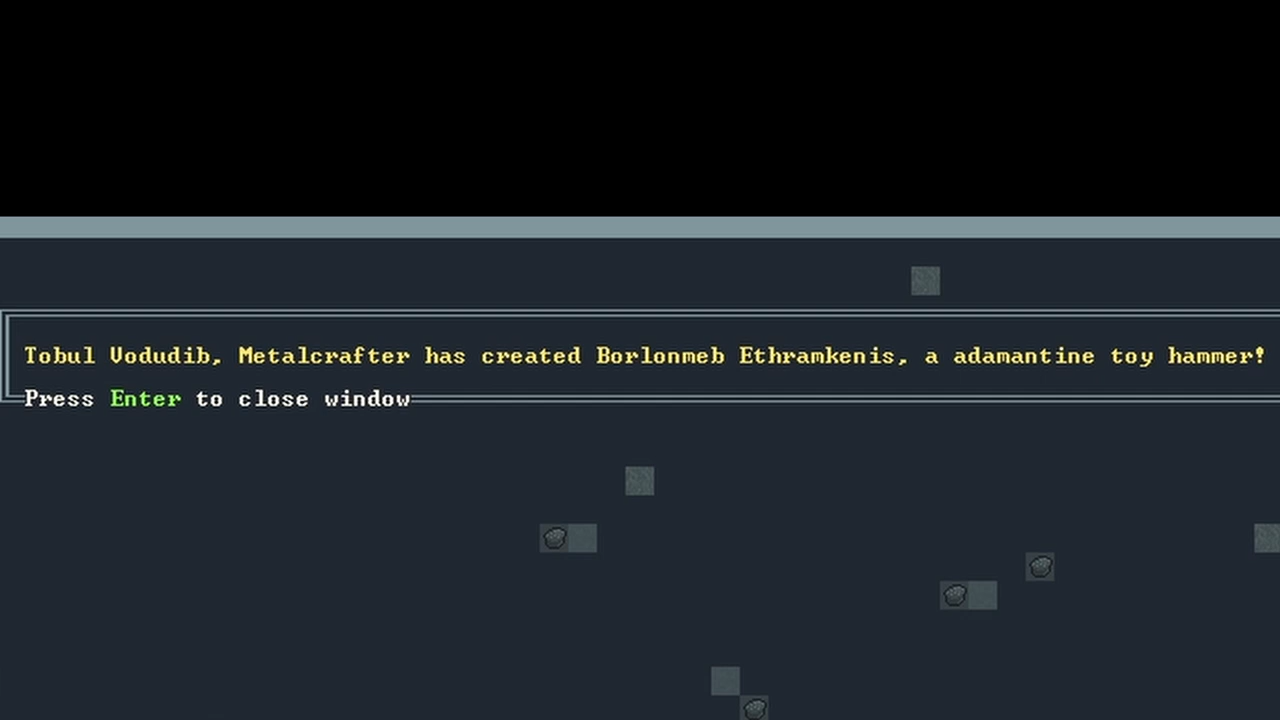 Tobul Vodudib, Metalcrafter has created Borlonmeb Ethramkenis, a adamantine toy hammer!
Press Enter to close window